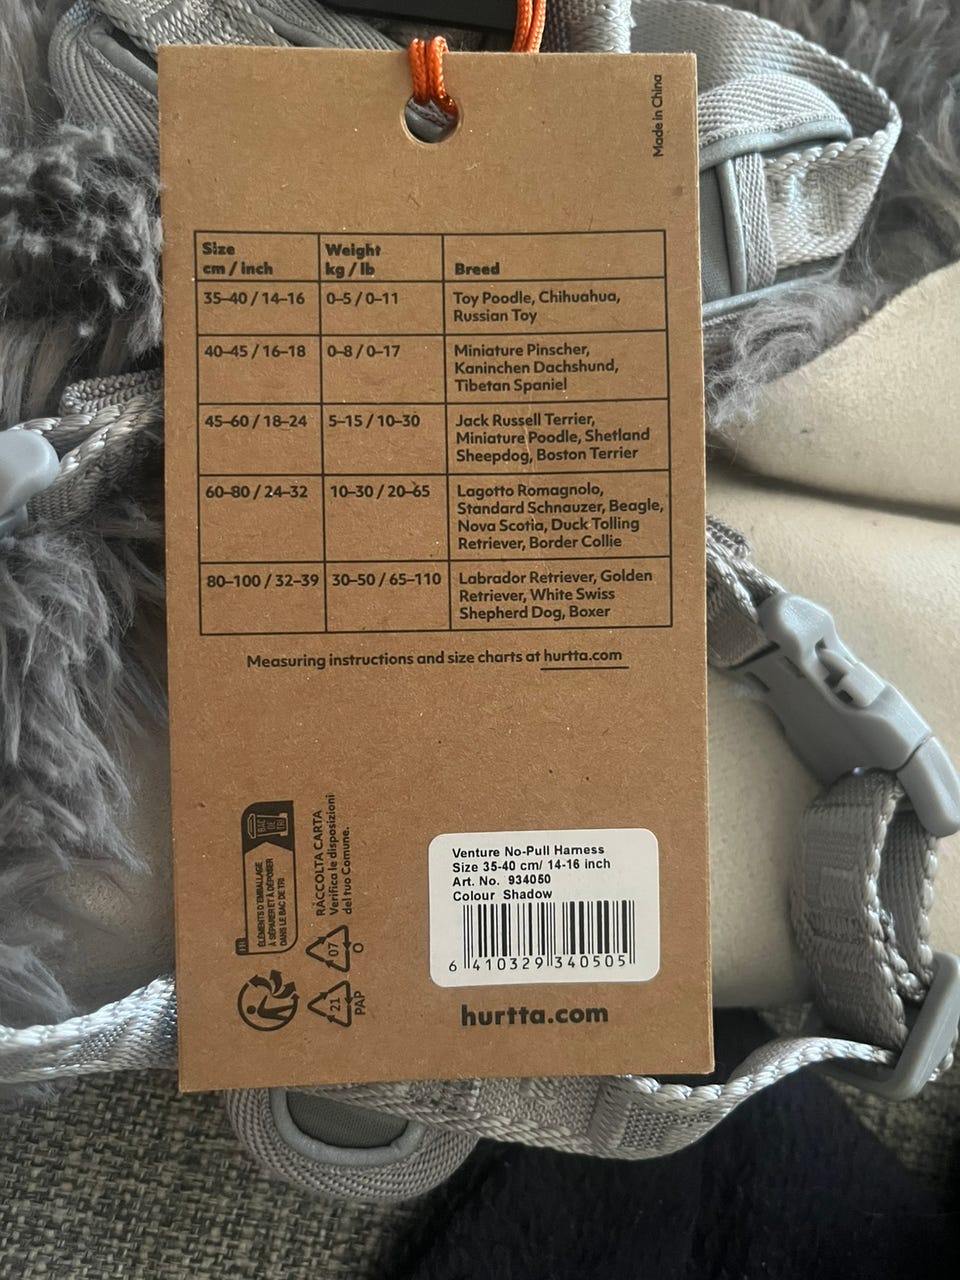 Made in China
Size
cm / inch
Weight
kg / lb
Breed
35–40 / 14–16
0–5 / 0–11
Toy Poodle, Chihuahua,
Russian Toy
40–45 / 16–18
0–8 / 0–17
Miniature Pinscher,
Kaninchen Dachshund,
Tibetan Spaniel
45–60 / 18–24
5–15 / 10–30
Jack Russell Terrier,
Miniature Poodle, Shetland
Sheepdog, Boston Terrier
60–80 / 24–32
10–30 / 20–65
Lagotto Romagnolo,
Standard Schnauzer, Beagle,
Nova Scotia, Duck Tolling
Retriever, Border Collie
80–100 / 32–39
30–50 / 65–110
Labrador Retriever, Golden
Retriever, White Swiss
Shepherd Dog, Boxer
Measuring instructions and size charts at hurtta.com
FR
ÉLÉMENTS D'EMBALLAGE
À SÉPARER ET À DÉPOSER
DANS LE BAC DE TRI
BAC
DE
TRI
RACCOLTA CARTA
Verifica le disposizioni
del tuo Comune.
21
PAP
07
O
Venture No-Pull Harness
Size 35-40 cm/ 14-16 inch
Art. No. 934050
Colour Shadow
6 410329 340505
hurtta.com